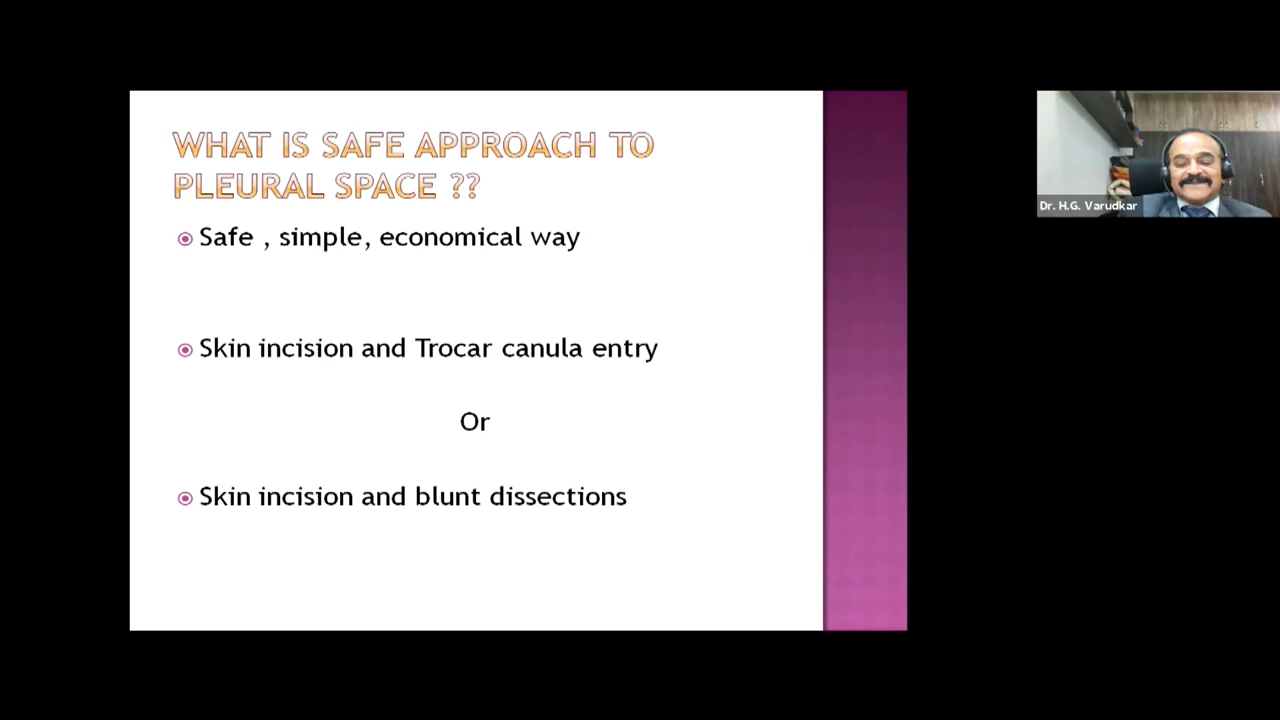 WHAT IS SAFE APPROACH TO
PLEURAL SPACE ??
Safe , simple, economical way
Skin incision and Trocar canula entry
Or
Skin incision and blunt dissections
Dr. H.G. Varudkar